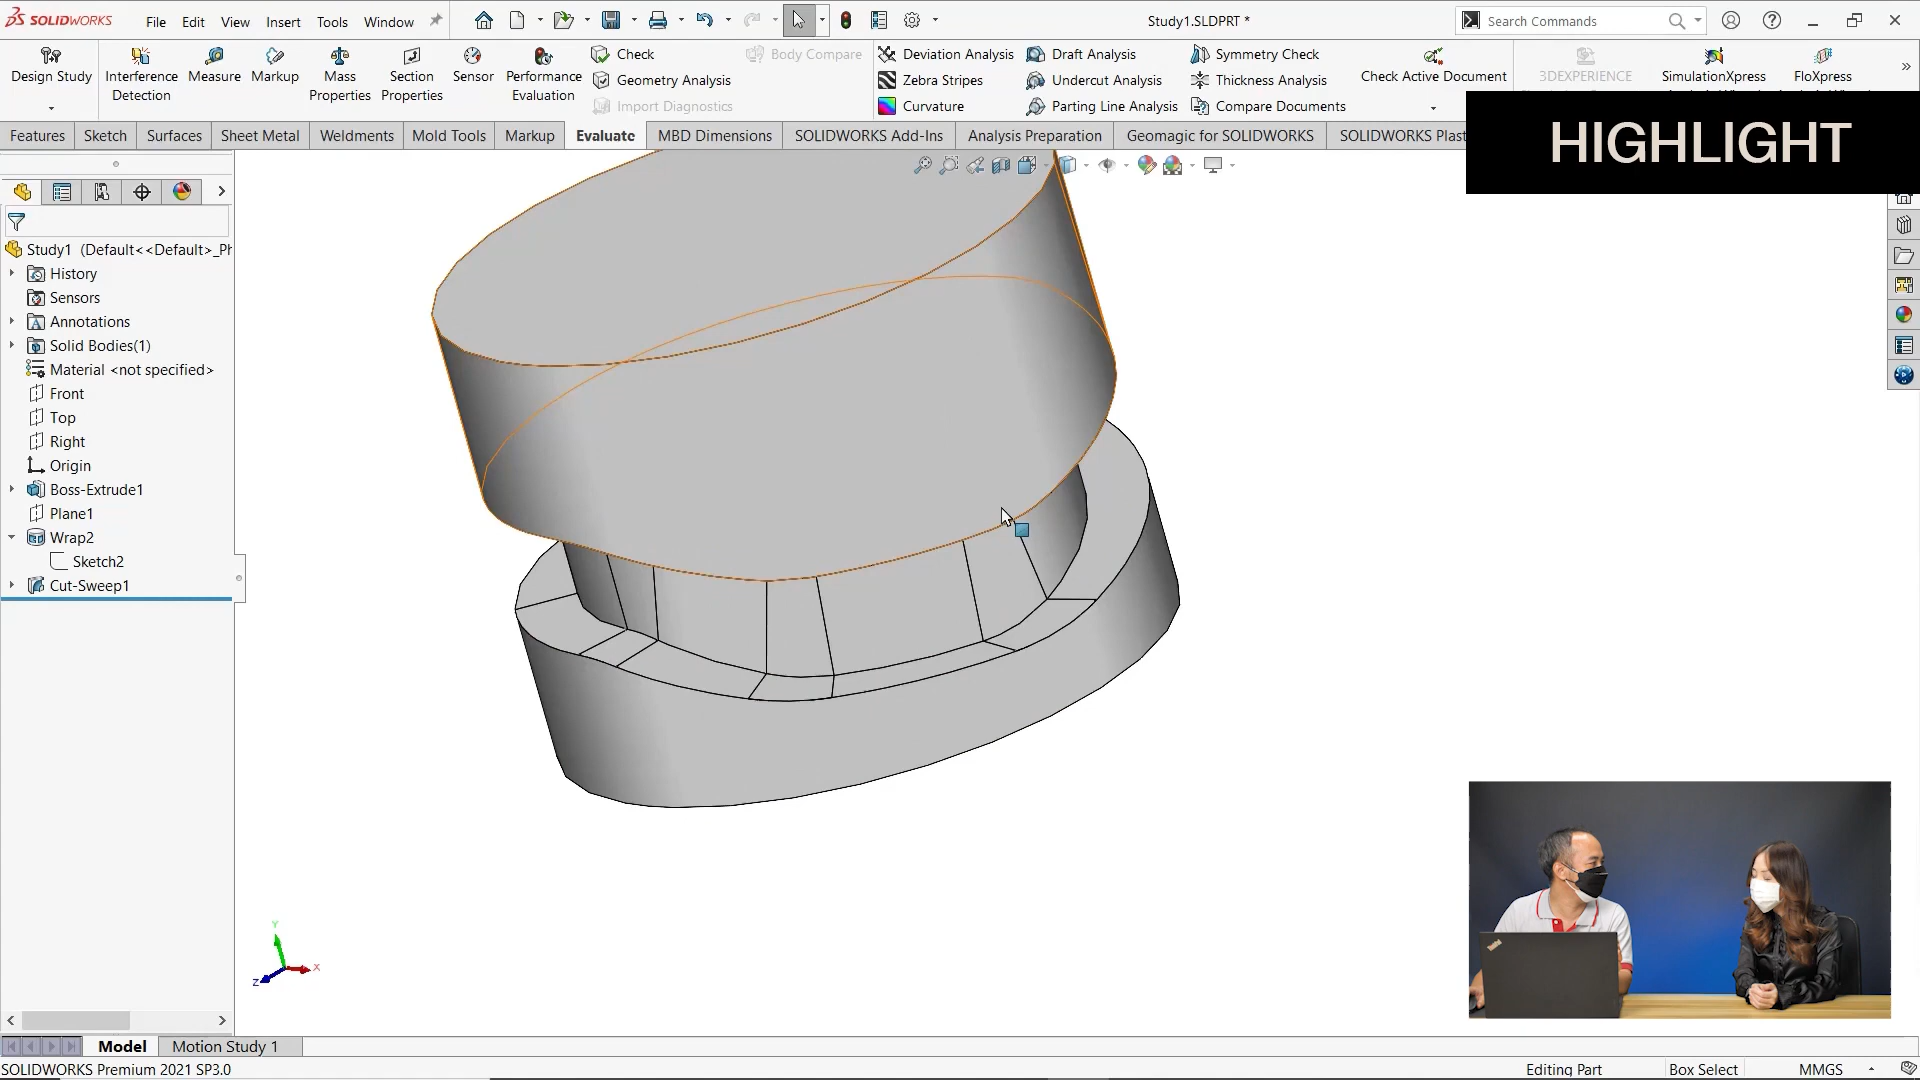 SOLIDWORKS File Edit View Insert Tools Window Study1.SLDPRT * Search Commands
Design Study
Interference Detection
Measure
Markup
Mass Properties
Section Properties
Sensor
Performance Evaluation
Check
Geometry Analysis
Import Diagnostics
Body Compare
Deviation Analysis
Zebra Stripes
Curvature
Draft Analysis
Undercut Analysis
Parting Line Analysis
Symmetry Check
Thickness Analysis
Compare Documents
Check Active Document
3DEXPERIENCE
SimulationXpress
FloXpress
HIGHLIGHT
Features Sketch Surfaces Sheet Metal Weldments Mold Tools Markup Evaluate MBD Dimensions SOLIDWORKS Add-Ins Analysis Preparation Geomagic for SOLIDWORKS SOLIDWORKS Plast
Study1 (Default<<Default>_Ph
History
Sensors
Annotations
Solid Bodies(1)
Material <not specified>
Front
Top
Right
Origin
Boss-Extrude1
Plane1
Wrap2
Sketch2
Cut-Sweep1
Y
X
Z
Model Motion Study 1
SOLIDWORKS Premium 2021 SP3.0 Editing Part Box Select MMGS